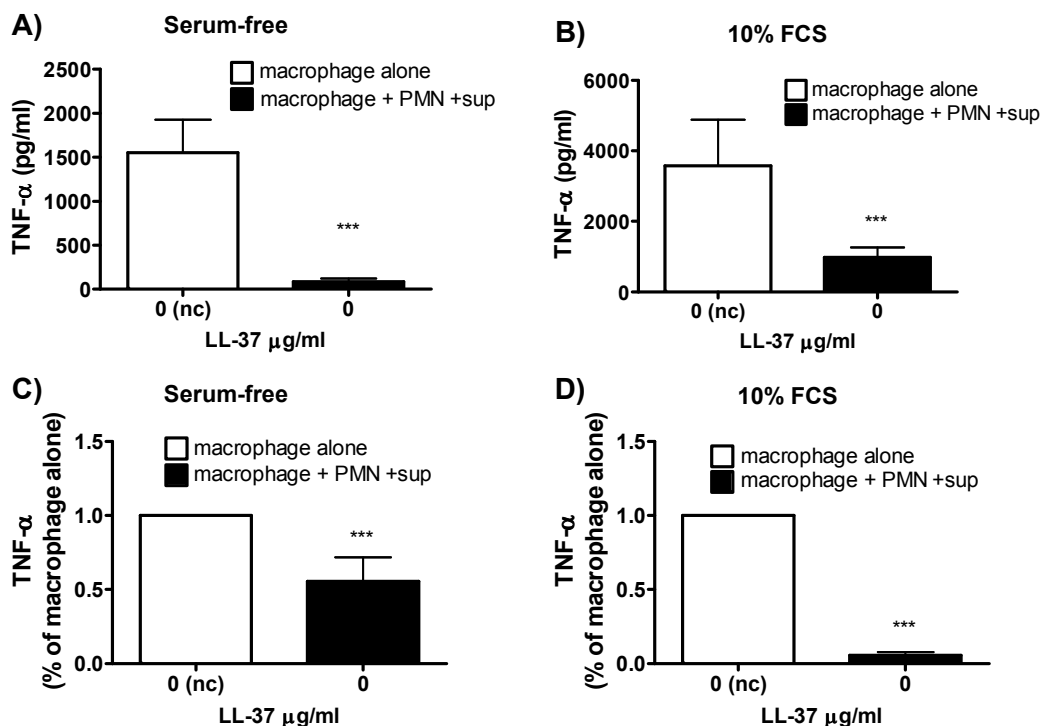 A)
Serum-free
macrophage alone
macrophage + PMN +sup
TNF-α (pg/ml)
2500
2000
1500
1000
500
0
***
0 (nc)
0
LL-37 μg/ml
B)
10% FCS
macrophage alone
macrophage + PMN +sup
TNF-α (pg/ml)
6000
4000
2000
0
***
0 (nc)
0
LL-37 μg/ml
C)
Serum-free
macrophage alone
macrophage + PMN +sup
TNF-α
(% of macrophage alone)
1.5
1.0
0.5
0.0
***
0 (nc)
0
LL-37 μg/ml
D)
10% FCS
macrophage alone
macrophage + PMN +sup
TNF-α
(% of macrophage alone)
1.5
1.0
0.5
0.0
***
0 (nc)
0
LL-37 μg/ml